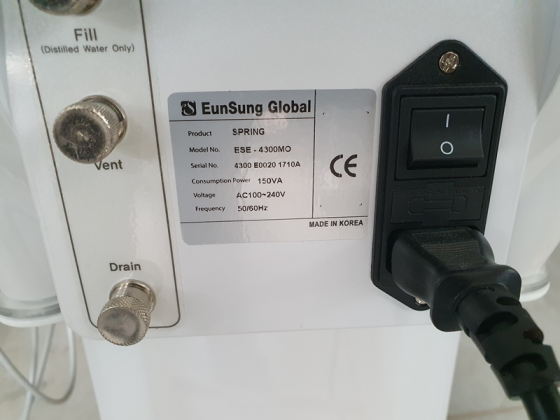 Fill
(Distilled Water Only)
Vent
Drain
EunSung Global
Product SPRING
Model No. ESE - 4300MO
Serial No. 4300 E0020 1710A
Consumption Power 150VA
Voltage AC100~240V
Frequency 50/60Hz
CE
MADE IN KOREA
I
O